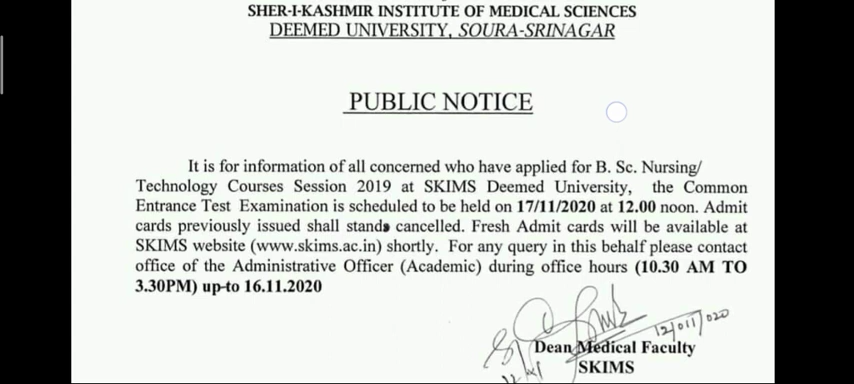 SHER-I-KASHMIR INSTITUTE OF MEDICAL SCIENCES
DEEMED UNIVERSITY, SOURA-SRINAGAR
PUBLIC NOTICE
It is for information of all concerned who have applied for B. Sc. Nursing/
Technology Courses Session 2019 at SKIMS Deemed University, the Common
Entrance Test Examination is scheduled to be held on 17/11/2020 at 12.00 noon. Admit
cards previously issued shall stands cancelled. Fresh Admit cards will be available at
SKIMS website (www.skims.ac.in) shortly. For any query in this behalf please contact
office of the Administrative Officer (Academic) during office hours (10.30 AM TO
3.30PM) up-to 16.11.2020
12/011/020
Dean Medical Faculty
SKIMS